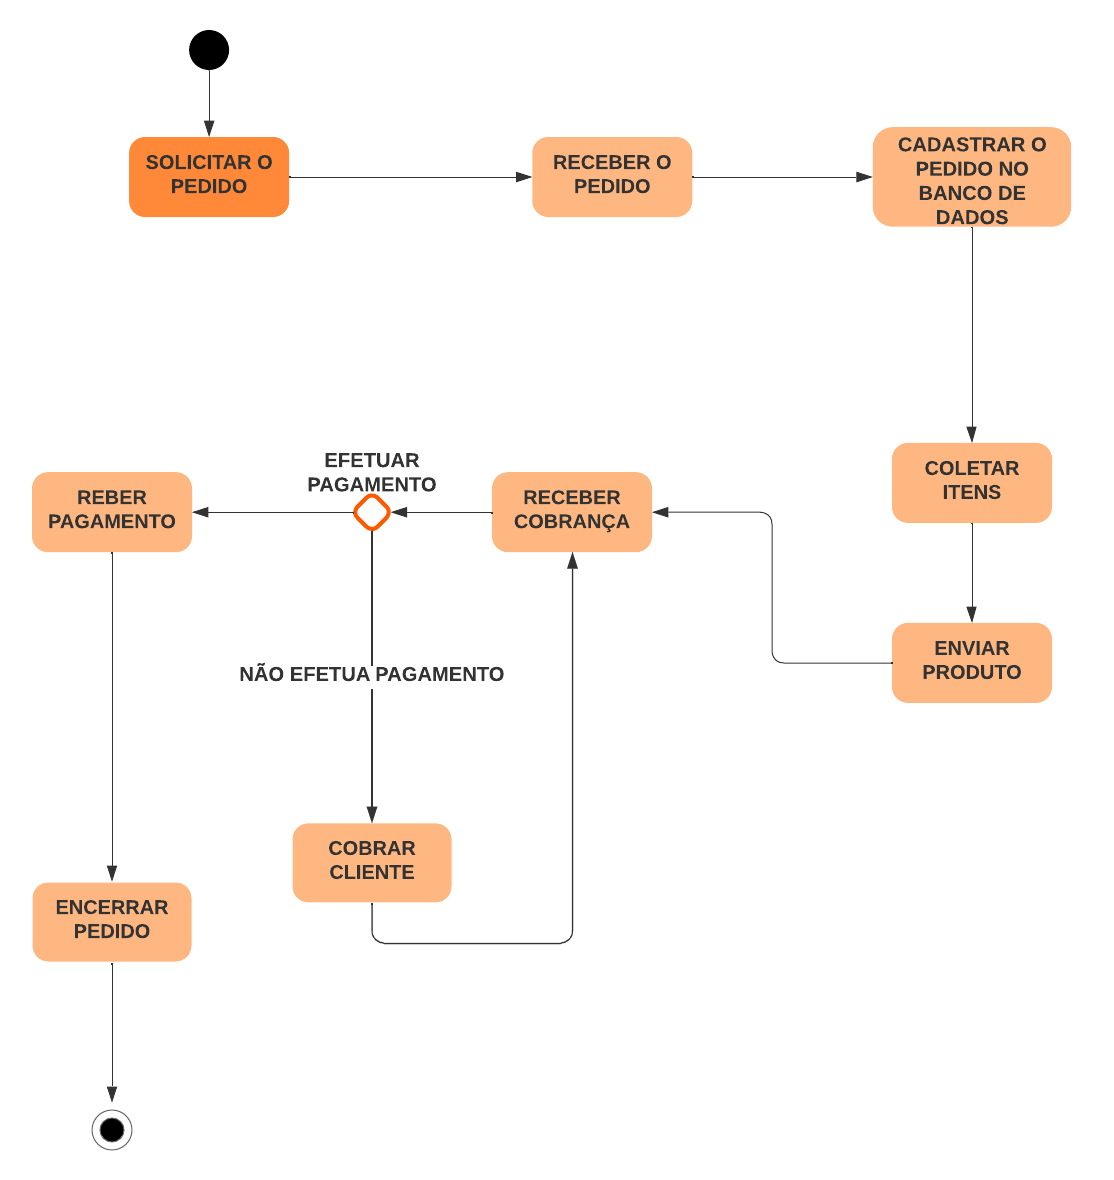 SOLICITAR O
PEDIDO
RECEBER O
PEDIDO
CADASTRAR O
PEDIDO NO
BANCO DE
DADOS
COLETAR
ITENS
ENVIAR
PRODUTO
RECEBER
COBRANÇA
EFETUAR
PAGAMENTO
REBER
PAGAMENTO
NÃO EFETUA PAGAMENTO
COBRAR
CLIENTE
ENCERRAR
PEDIDO